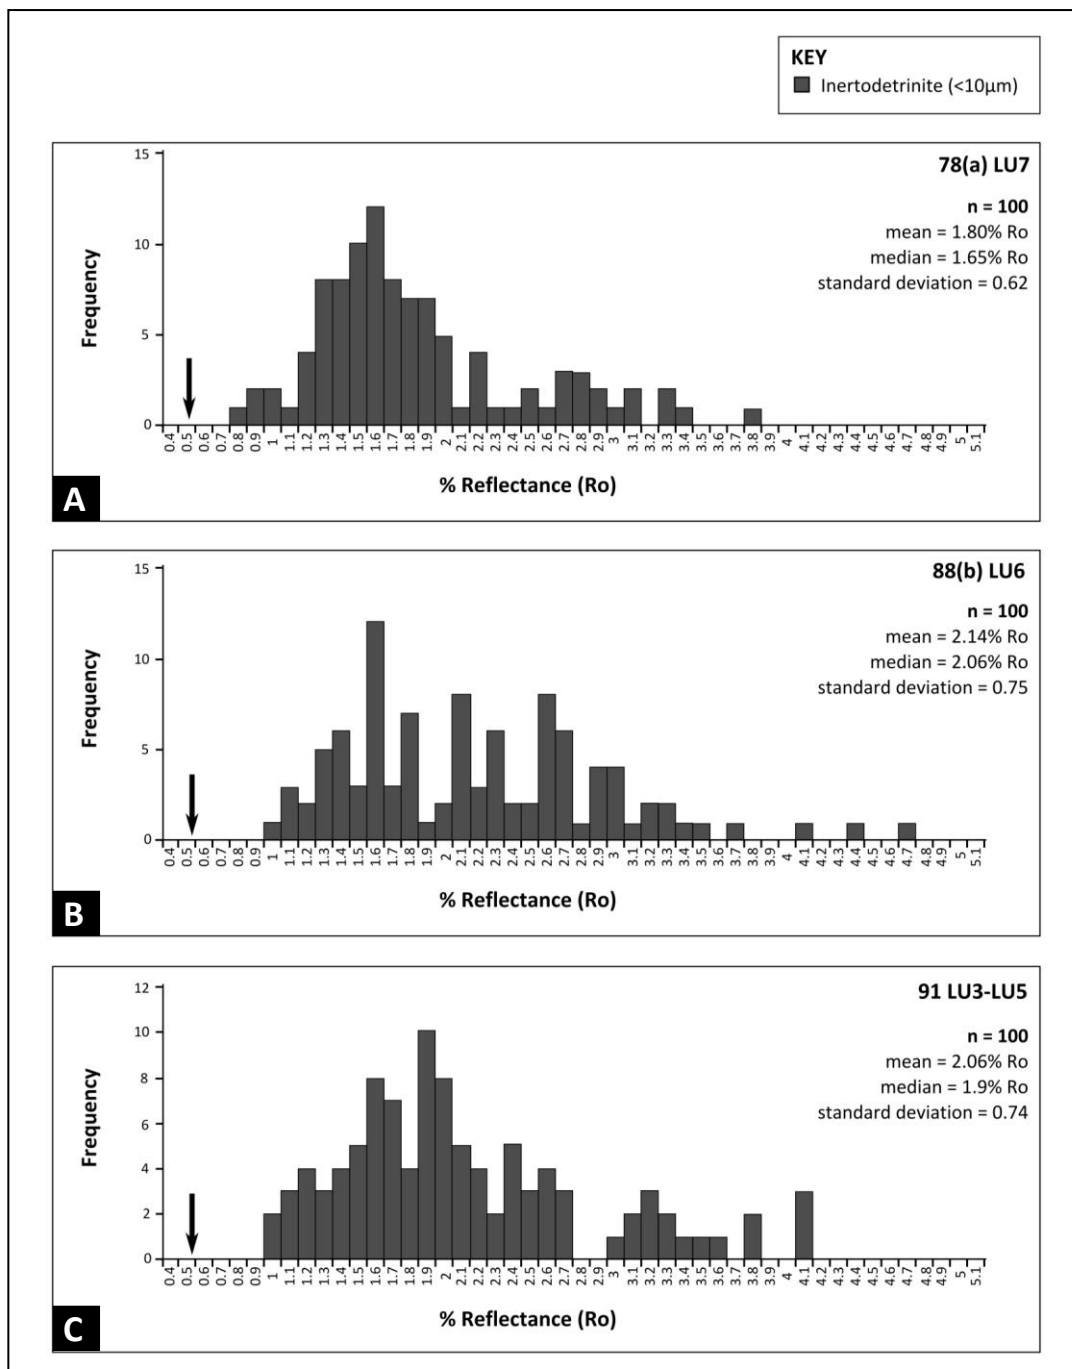 KEY
Inertodetrinite (<10µm)
78(a) LU7
n = 100
mean = 1.80% Ro
median = 1.65% Ro
standard deviation = 0.62
Frequency
15
10
5
0
0.4 0.5 0.6 0.7 0.8 0.9 1 1.1 1.2 1.3 1.4 1.5 1.6 1.7 1.8 1.9 2 2.1 2.2 2.3 2.4 2.5 2.6 2.7 2.8 2.9 3 3.1 3.2 3.3 3.4 3.5 3.6 3.7 3.8 3.9 4 4.1 4.2 4.3 4.4 4.5 4.6 4.7 4.8 4.9 5 5.1
% Reflectance (Ro)
A
88(b) LU6
n = 100
mean = 2.14% Ro
median = 2.06% Ro
standard deviation = 0.75
Frequency
15
10
5
0
0.4 0.5 0.6 0.7 0.8 0.9 1 1.1 1.2 1.3 1.4 1.5 1.6 1.7 1.8 1.9 2 2.1 2.2 2.3 2.4 2.5 2.6 2.7 2.8 2.9 3 3.1 3.2 3.3 3.4 3.5 3.6 3.7 3.8 3.9 4 4.1 4.2 4.3 4.4 4.5 4.6 4.7 4.8 4.9 5 5.1
% Reflectance (Ro)
B
91 LU3-LU5
n = 100
mean = 2.06% Ro
median = 1.9% Ro
standard deviation = 0.74
Frequency
12
10
8
6
4
2
0
0.4 0.5 0.6 0.7 0.8 0.9 1 1.1 1.2 1.3 1.4 1.5 1.6 1.7 1.8 1.9 2 2.1 2.2 2.3 2.4 2.5 2.6 2.7 2.8 2.9 3 3.1 3.2 3.3 3.4 3.5 3.6 3.7 3.8 3.9 4 4.1 4.2 4.3 4.4 4.5 4.6 4.7 4.8 4.9 5 5.1
% Reflectance (Ro)
C